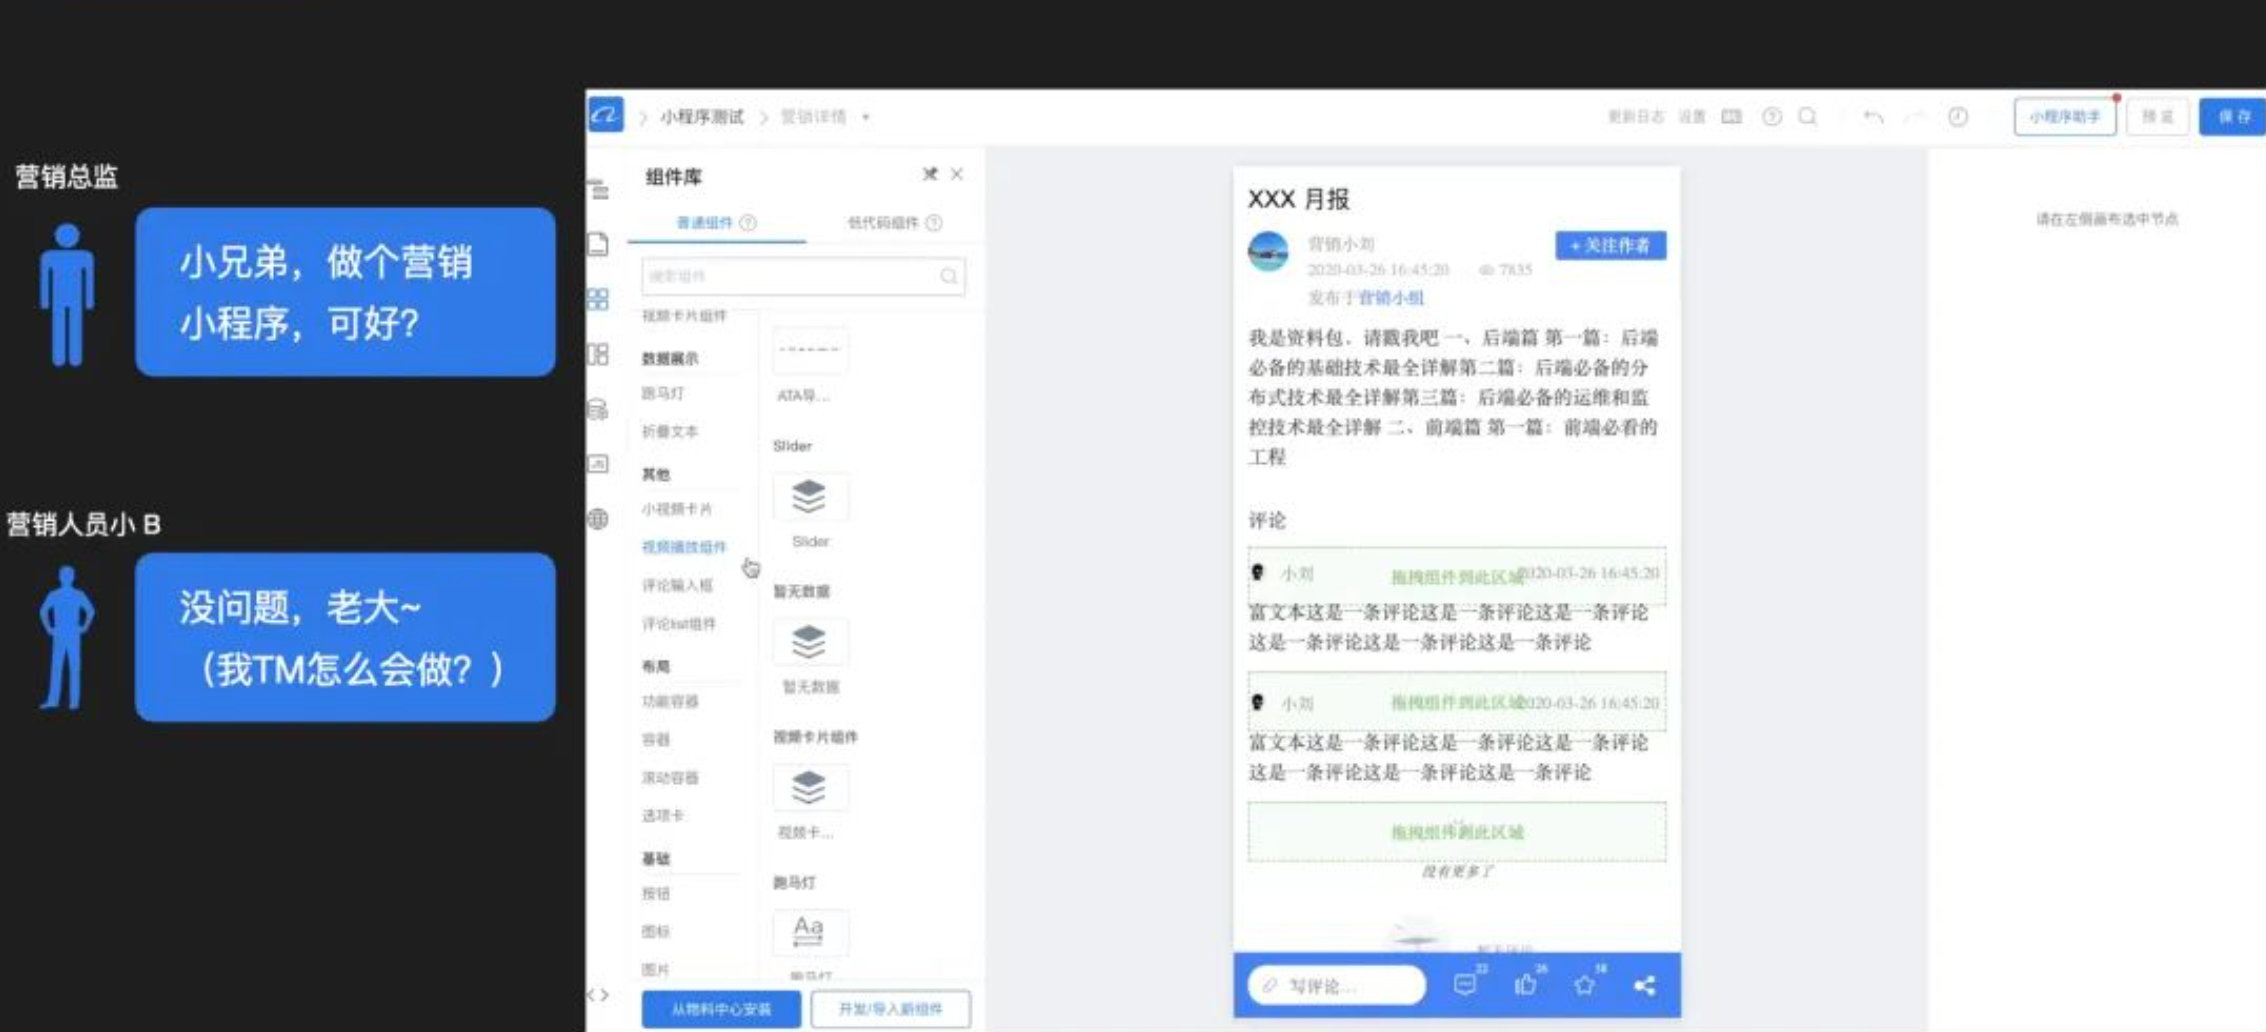 营销总监
小兄弟，做个营销
小程序，可好？
营销人员小 B
没问题，老大~
（我TM怎么会做？）
小程序测试
营销详情
更新日志
设置
小程序助手
预览
保存
组件库
普通组件
低代码组件
搜索组件
视频卡片组件
数据展示
跑马灯
折叠文本
其他
小视频卡片
视频播放组件
评论输入框
评论list组件
布局
功能容器
容器
滚动容器
选项卡
基础
按钮
图标
图片
ATA导...
Slider
Slider
暂无数据
暂无数据
视频卡片组件
视频卡...
跑马灯
Aa
跑马灯
从物料中心安装
开发/导入新组件
XXX 月报
营销小刘
+ 关注作者
2020-03-26 16:45:20
7835
发布于营销小组
我是资料包，请戳我吧 一、后端篇 第一篇：后端
必备的基础技术最全详解第二篇：后端必备的分
布式技术最全详解第三篇：后端必备的运维和监
控技术最全详解 二、前端篇 第一篇：前端必看的
工程
评论
小刘
拖拽组件到此区域
2020-03-26 16:45:20
富文本这是一条评论这是一条评论这是一条评论
这是一条评论这是一条评论这是一条评论
小刘
拖拽组件到此区域
2020-03-26 16:45:20
富文本这是一条评论这是一条评论这是一条评论
这是一条评论这是一条评论这是一条评论
拖拽组件到此区域
没有更多了
写评论...
22
26
58
请在左侧画布选中节点